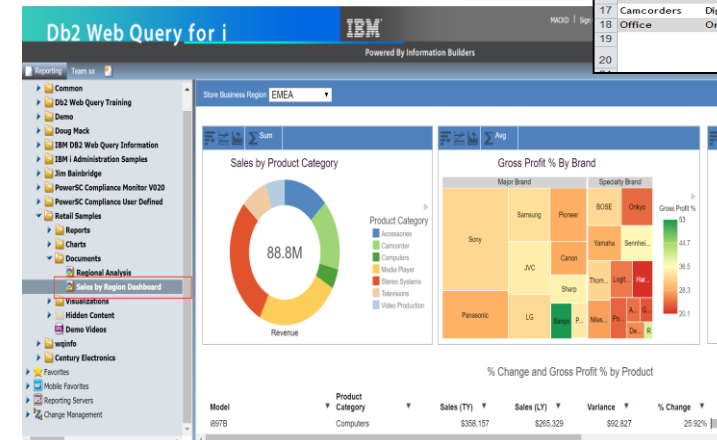 Db2 Web Query for i
IBM
MACKD | Sign
Powered By Information Builders
17 Camcorders
18 Office
19
20
Reporting Team xx
Common
Db2 Web Query Training
Demo
Doug Mack
IBM DB2 Web Query Information
IBM i Administration Samples
Jim Bainbridge
PowerSC Compliance Monitor V020
PowerSC Compliance User Defined
Retail Samples
Reports
Charts
Documents
Regional Analysis
Sales by Region Dashboard
Visualizations
Hidden Content
Demo Videos
wqinfo
Century Electronics
Favorites
Mobile Favorites
Reporting Servers
Change Management
Store Business Region EMEA
Sum
Sales by Product Category
88.8M
Revenue
Product Category
Accessories
Camcorder
Computers
Media Player
Stereo Systems
Televisions
Video Production
Avg
Gross Profit % By Brand
Major Brand
Specialty Brand
Sony
Panasonic
Samsung
Pioneer
JVC
Canon
Sharp
LG
Sanyo
P...
BOSE
Onkyo
Yamaha
Sennhei...
Thom...
Logit...
Har...
Niles...
Po...
A...
G...
De...
R
Gross Profit %
53
44.7
36.5
28.3
20.1
% Change and Gross Profit % by Product
Model
Product Category
Sales (TY)
Sales (LY)
Variance
% Change
i897B
Computers
$358,157
$265,329
$92,827
25.92%